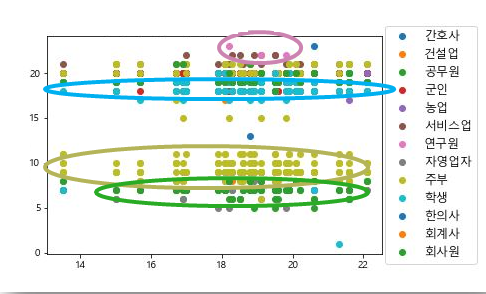 간호사
건설업
공무원
군인
농업
서비스업
연구원
자영업자
주부
학생
한의사
회계사
회사원
20
15
10
5
0
14
16
18
20
22